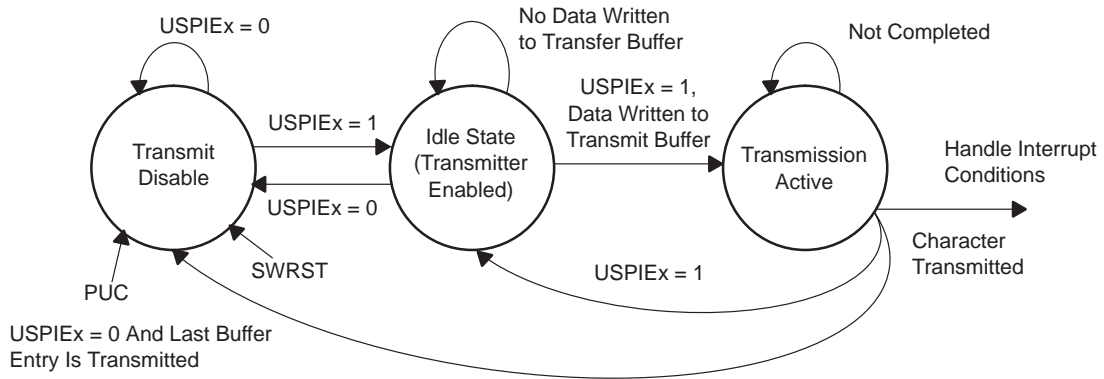 USPIEx = 0
No Data Written
to Transfer Buffer
Not Completed
USPIEx = 1
Idle State
(Transmitter
Enabled)
USPIEx = 1,
Data Written to
Transmit Buffer
Transmit
Disable
Transmission
Active
Handle Interrupt
Conditions
USPIEx = 0
SWRST
USPIEx = 1
Character
Transmitted
PUC
USPIEx = 0 And Last Buffer
Entry Is Transmitted